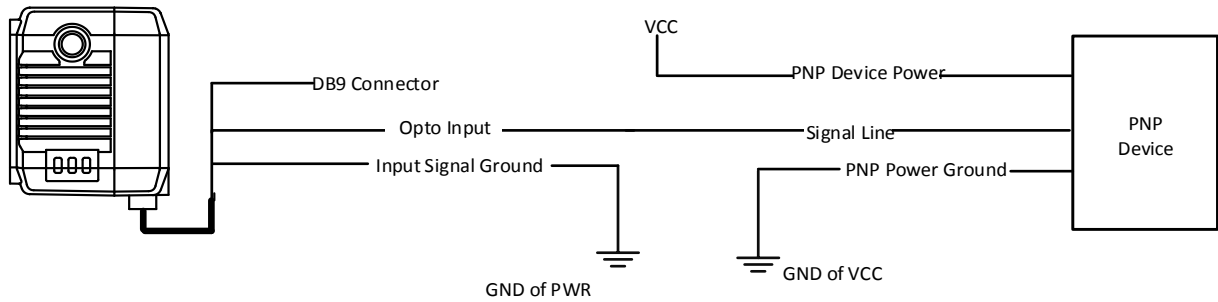 VCC
PNP Device Power
DB9 Connector
Opto Input
Signal Line
PNP
Device
Input Signal Ground
PNP Power Ground
GND of VCC
GND of PWR